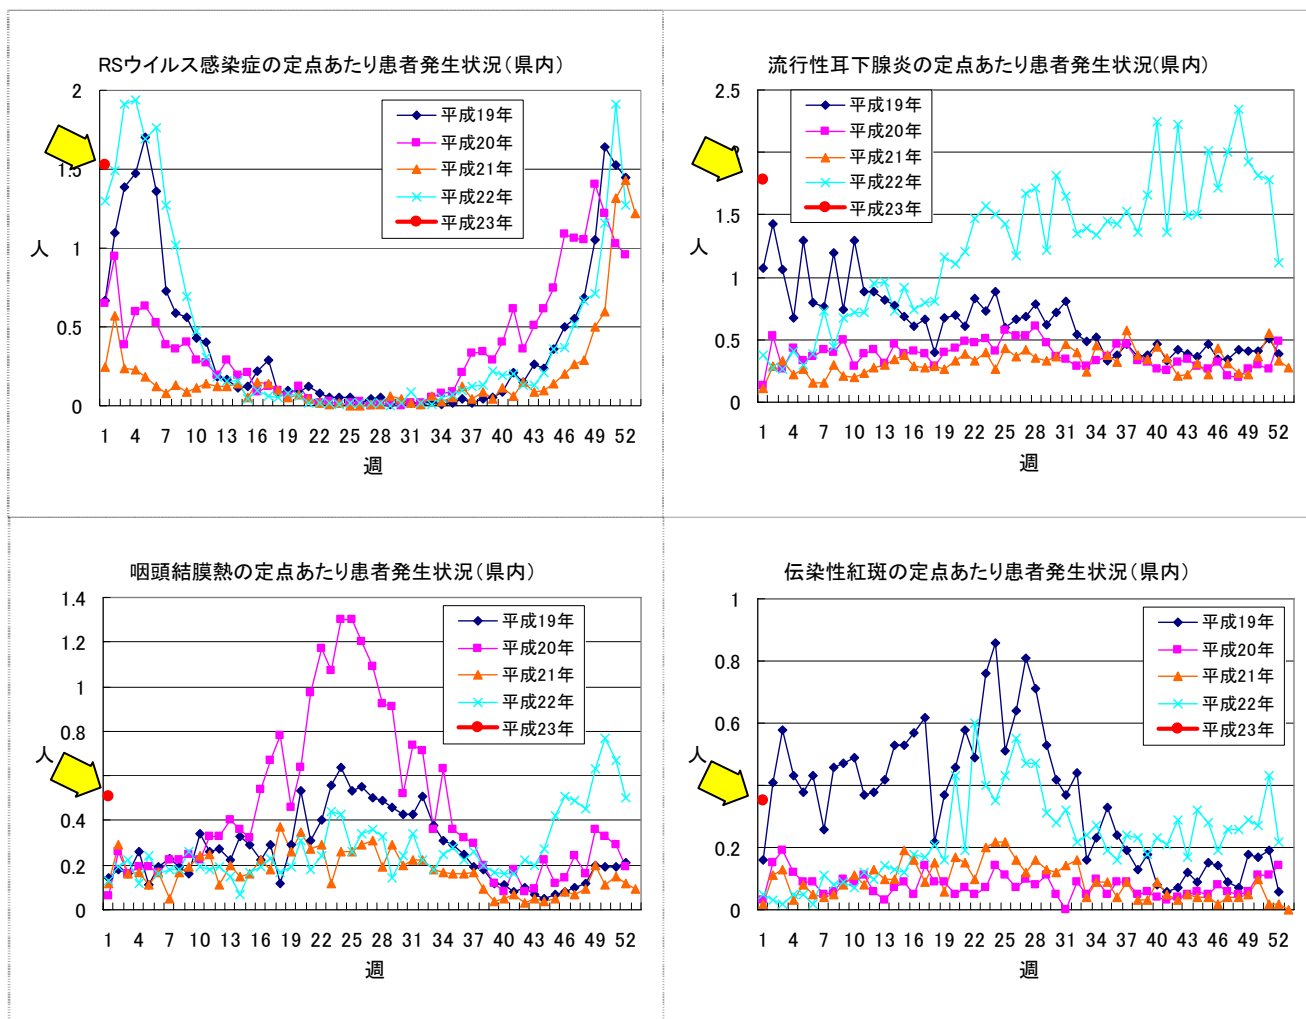 RSウイルス感染症の定点あたり患者発生状況(県内)
2
1.5
1
0.5
0
人
平成19年
平成20年
平成21年
平成22年
平成23年
1 4 7 10 13 16 19 22 25 28 31 34 37 40 43 46 49 52
週
流行性耳下腺炎の定点あたり患者発生状況(県内)
2.5
2
1.5
1
0.5
0
人
平成19年
平成20年
平成21年
平成22年
平成23年
1 4 7 10 13 16 19 22 25 28 31 34 37 40 43 46 49 52
週
咽頭結膜熱の定点あたり患者発生状況(県内)
1.4
1.2
1
0.8
0.4
0.2
0
人
平成19年
平成20年
平成21年
平成22年
平成23年
1 4 7 10 13 16 19 22 25 28 31 34 37 40 43 46 49 52
週
伝染性紅斑の定点あたり患者発生状況(県内)
1
0.8
0.6
0.4
0.2
0
人
平成19年
平成20年
平成21年
平成22年
平成23年
1 4 7 10 13 16 19 22 25 28 31 34 37 40 43 46 49 52
週